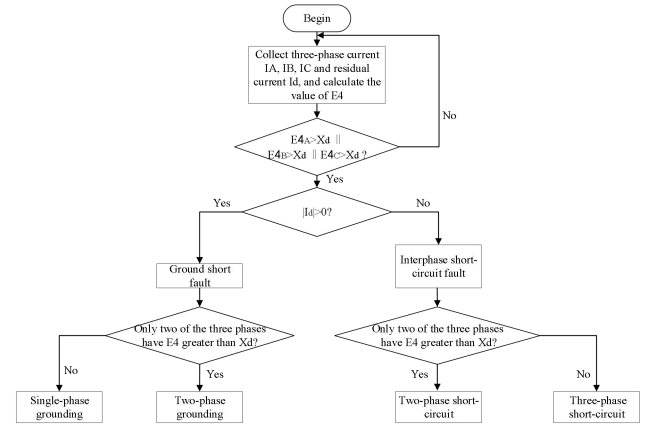 Begin
Collect three-phase current
IA, IB, IC and residual
current Id, and calculate the
value of E4
No
E4A>Xd ||
E4B>Xd || E4C>Xd ?
Yes
|Id|>0?
Yes
No
Ground short
fault
Interphase short-
circuit fault
Only two of the three phases
have E4 greater than Xd?
Only two of the three phases
have E4 greater than Xd?
No
Yes
Yes
No
Single-phase
grounding
Two-phase
grounding
Two-phase short-
circuit
Three-phase
short-circuit